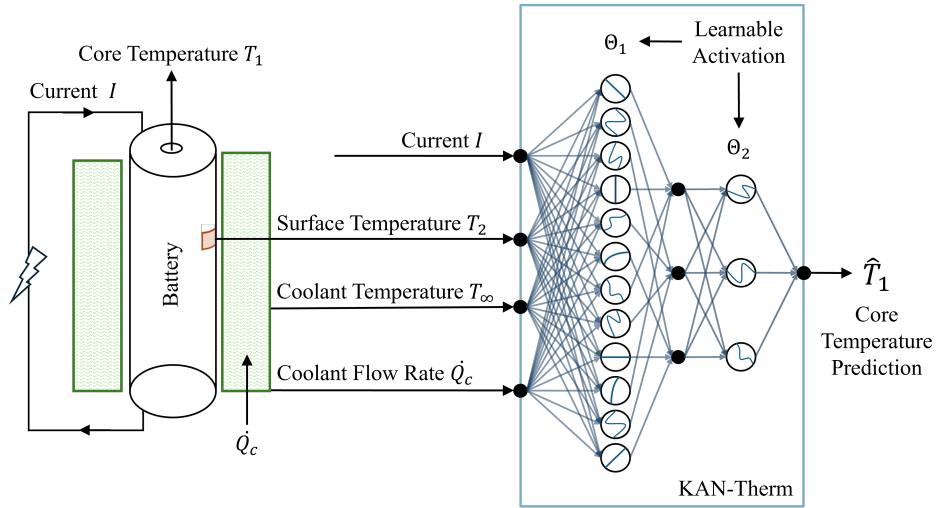 Core Temperature T₁
Current I
Battery
Q̇c
Current I
Surface Temperature T₂
Coolant Temperature T∞
Coolant Flow Rate Q̇c
Θ₁
Learnable
Activation
Θ₂
T̂₁
Core
Temperature
Prediction
KAN-Therm